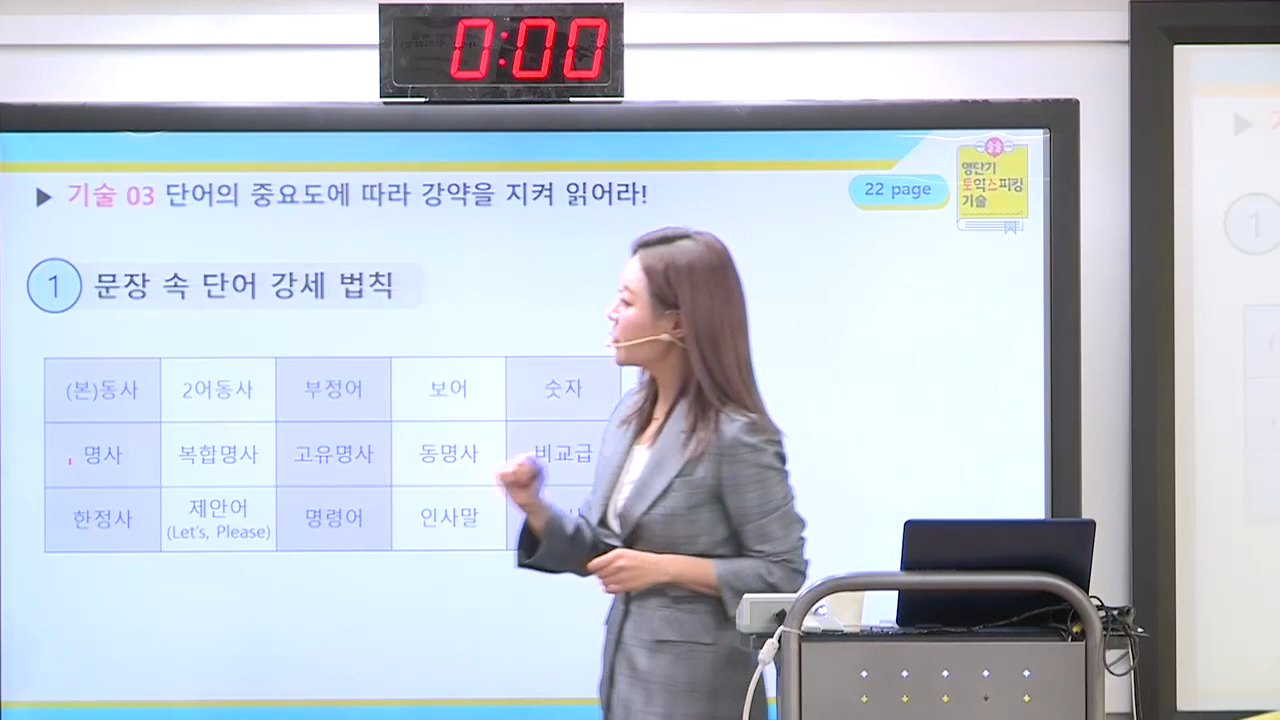 0:00
▶ 기술 03 단어의 중요도에 따라 강약을 지켜 읽어라!
22 page
영단기
토익스피킹
기술
1 문장 속 단어 강세 법칙
(본)동사 2어동사 부정어 보어 숫자
명사 복합명사 고유명사 동명사 비교급
한정사 제안어 명령어 인사말
(Let's, Please)
1